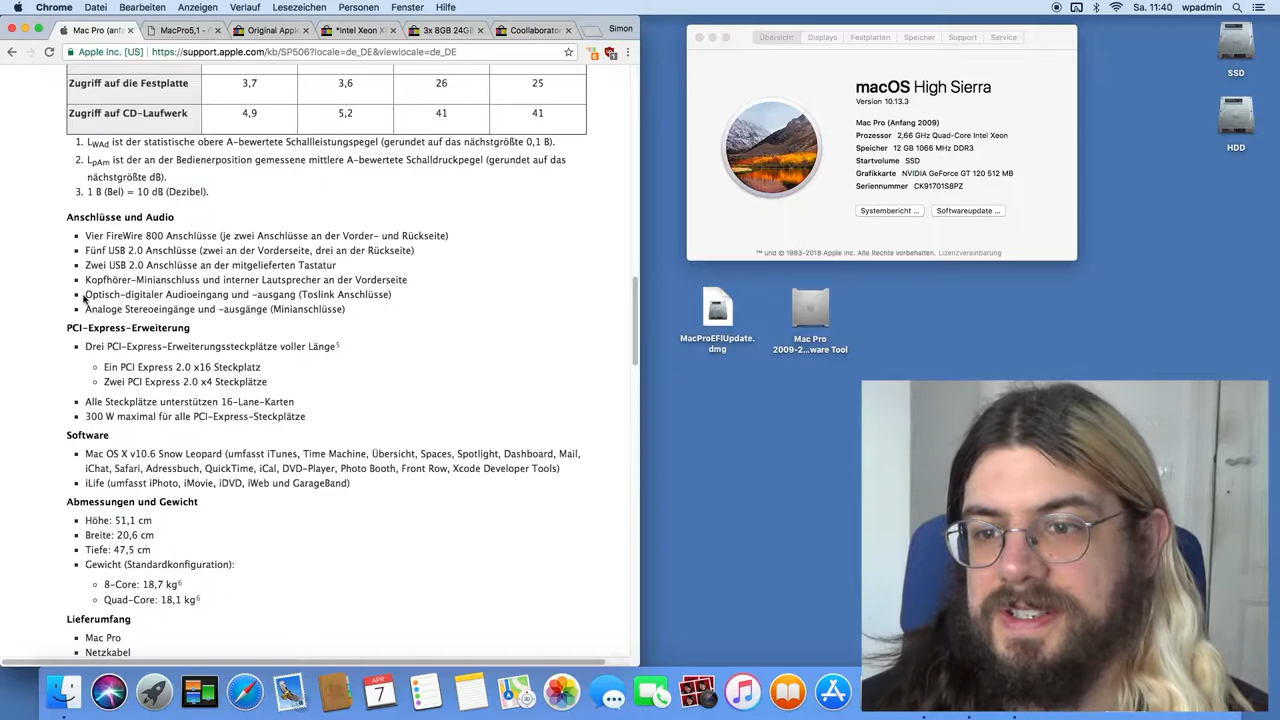 Chrome Datei Bearbeiten Darstellung Verlauf Lesezeichen Personen Fenster Hilfe
Sa. 11:40 wpadmin
Mac Pro (anf
MacPro5,1 -
Original Apple
*Intel Xeon X
3x 8GB 24GB
Coollaborator
Simon
Apple Inc. [US] https://support.apple.com/kb/SP506?locale=de_DE&viewlocale=de_DE
Zugriff auf die Festplatte 3,7 3,6 26 25
Zugriff auf CD-Laufwerk 4,9 5,2 41 41
1. LWAd ist der statistische obere A-bewertete Schallleistungspegel (gerundet auf das nächstgrößte 0,1 B).
2. LpAm ist der an der Bedienposition gemessene mittlere A-bewertete Schalldruckpegel (gerundet auf das
nächstgrößte dB).
3. 1 B (Bel) = 10 dB (Dezibel).
Anschlüsse und Audio
Vier FireWire 800 Anschlüsse (je zwei Anschlüsse an der Vorder- und Rückseite)
Fünf USB 2.0 Anschlüsse (zwei an der Vorderseite, drei an der Rückseite)
Zwei USB 2.0 Anschlüsse an der mitgelieferten Tastatur
Kopfhörer-Minianschluss und interner Lautsprecher an der Vorderseite
Optisch-digitaler Audioeingang und -ausgang (Toslink Anschlüsse)
Analoge Stereoeingänge und -ausgänge (Minianschlüsse)
PCI-Express-Erweiterung
Drei PCI-Express-Erweiterungssteckplätze voller Länge5
Ein PCI Express 2.0 x16 Steckplatz
Zwei PCI Express 2.0 x4 Steckplätze
Alle Steckplätze unterstützen 16-Lane-Karten
300 W maximal für alle PCI-Express-Steckplätze
Software
Mac OS X v10.6 Snow Leopard (umfasst iTunes, Time Machine, Übersicht, Spaces, Spotlight, Dashboard, Mail,
iChat, Safari, Adressbuch, QuickTime, iCal, DVD-Player, Photo Booth, Front Row, Xcode Developer Tools)
iLife (umfasst iPhoto, iMovie, iDVD, iWeb und GarageBand)
Abmessungen und Gewicht
Höhe: 51,1 cm
Breite: 20,6 cm
Tiefe: 47,5 cm
Gewicht (Standardkonfiguration):
8-Core: 18,7 kg6
Quad-Core: 18,1 kg6
Lieferumfang
Mac Pro
Netzkabel
Übersicht Displays Festplatten Speicher Support Service
macOS High Sierra
Version 10.13.3
Mac Pro (Anfang 2009)
Prozessor 2,66 GHz Quad-Core Intel Xeon
Speicher 12 GB 1066 MHz DDR3
Startvolume SSD
Grafikkarte NVIDIA GeForce GT 120 512 MB
Seriennummer CK91701S8PZ
Systembericht ... Softwareupdate ...
™ und © 1983-2018 Apple Inc. Alle Rechte vorbehalten. Lizenzvereinbarung
SSD
HDD
MacProEFIUpdate.
dmg
Mac Pro
2009-2...ware Tool
APR.
7